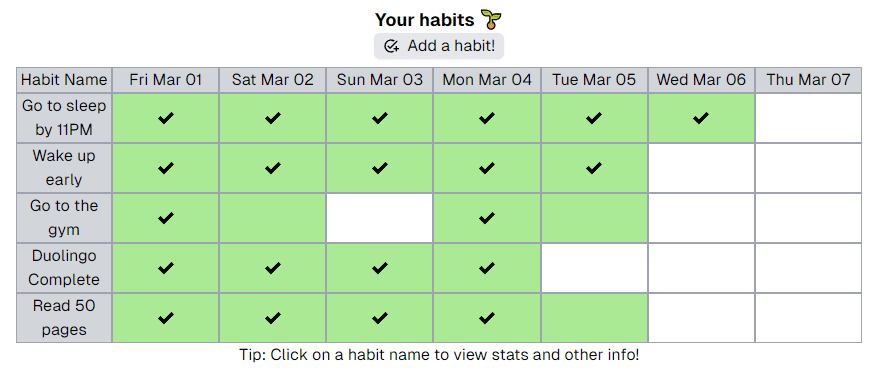 Your habits 🌱
Add a habit!
Habit Name Fri Mar 01 Sat Mar 02 Sun Mar 03 Mon Mar 04 Tue Mar 05 Wed Mar 06 Thu Mar 07
Go to sleep
by 11PM ✔ ✔ ✔ ✔ ✔ ✔
Wake up
early ✔ ✔ ✔ ✔ ✔
Go to the
gym ✔ ✔
Duolingo
Complete ✔ ✔ ✔ ✔
Read 50
pages ✔ ✔ ✔ ✔
Tip: Click on a habit name to view stats and other info!